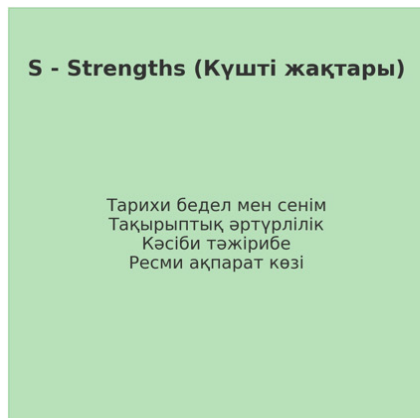 S - Strengths (Күшті жақтары)
Тарихи бедел мен сенім
Тақырыптық әртүрлілік
Кәсіби тәжірибе
Ресми ақпарат көзі